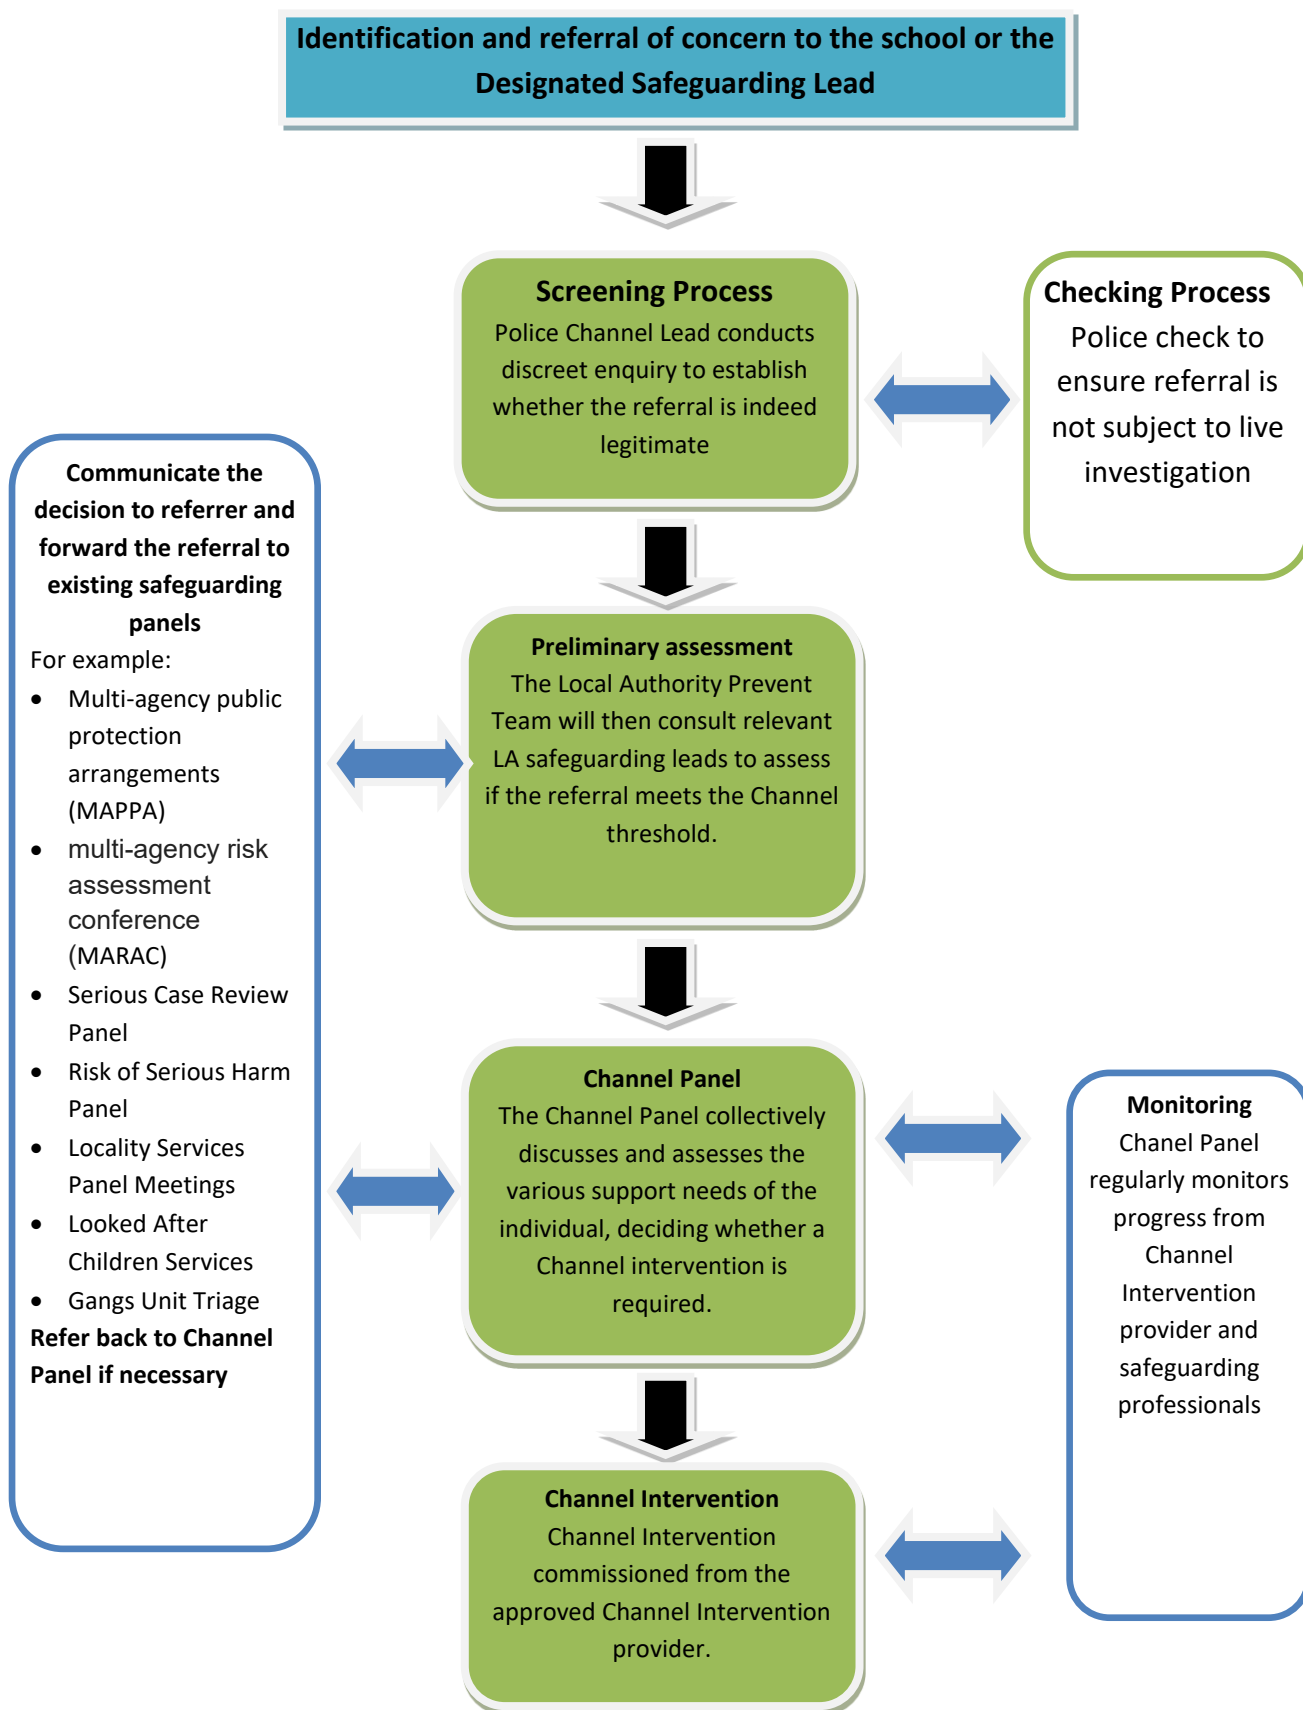 Identification and referral of concern to the school or the
Designated Safeguarding Lead
Screening Process
Police Channel Lead conducts
discreet enquiry to establish
whether the referral is indeed
legitimate
Checking Process
Police check to
ensure referral is
not subject to live
investigation
Communicate the
decision to referrer and
forward the referral to
existing safeguarding
panels
For example:
• Multi-agency public
protection
arrangements
(MAPPA)
• multi-agency risk
assessment
conference
(MARAC)
• Serious Case Review
Panel
• Risk of Serious Harm
Panel
• Locality Services
Panel Meetings
• Looked After
Children Services
• Gangs Unit Triage
Refer back to Channel
Panel if necessary
Preliminary assessment
The Local Authority Prevent
Team will then consult relevant
LA safeguarding leads to assess
if the referral meets the Channel
threshold.
Channel Panel
The Channel Panel collectively
discusses and assesses the
various support needs of the
individual, deciding whether a
Channel intervention is
required.
Monitoring
Chanel Panel
regularly monitors
progress from
Channel
Intervention
provider and
safeguarding
professionals
Channel Intervention
Channel Intervention
commissioned from the
approved Channel Intervention
provider.